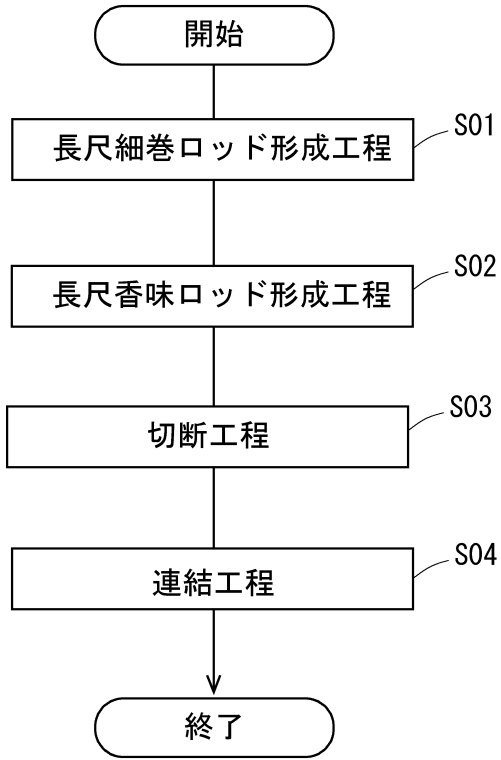 開始
長尺細巻ロッド形成工程
S01
長尺香味ロッド形成工程
S02
切断工程
S03
連結工程
S04
終了